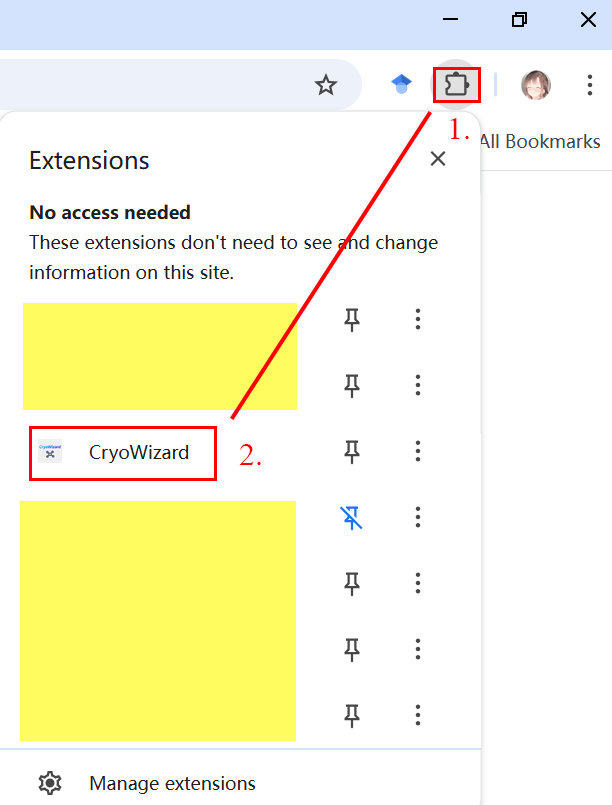 1.
All Bookmarks
Extensions
No access needed
These extensions don't need to see and change
information on this site.
CryoWizard
CryoWizard
2.
Manage extensions